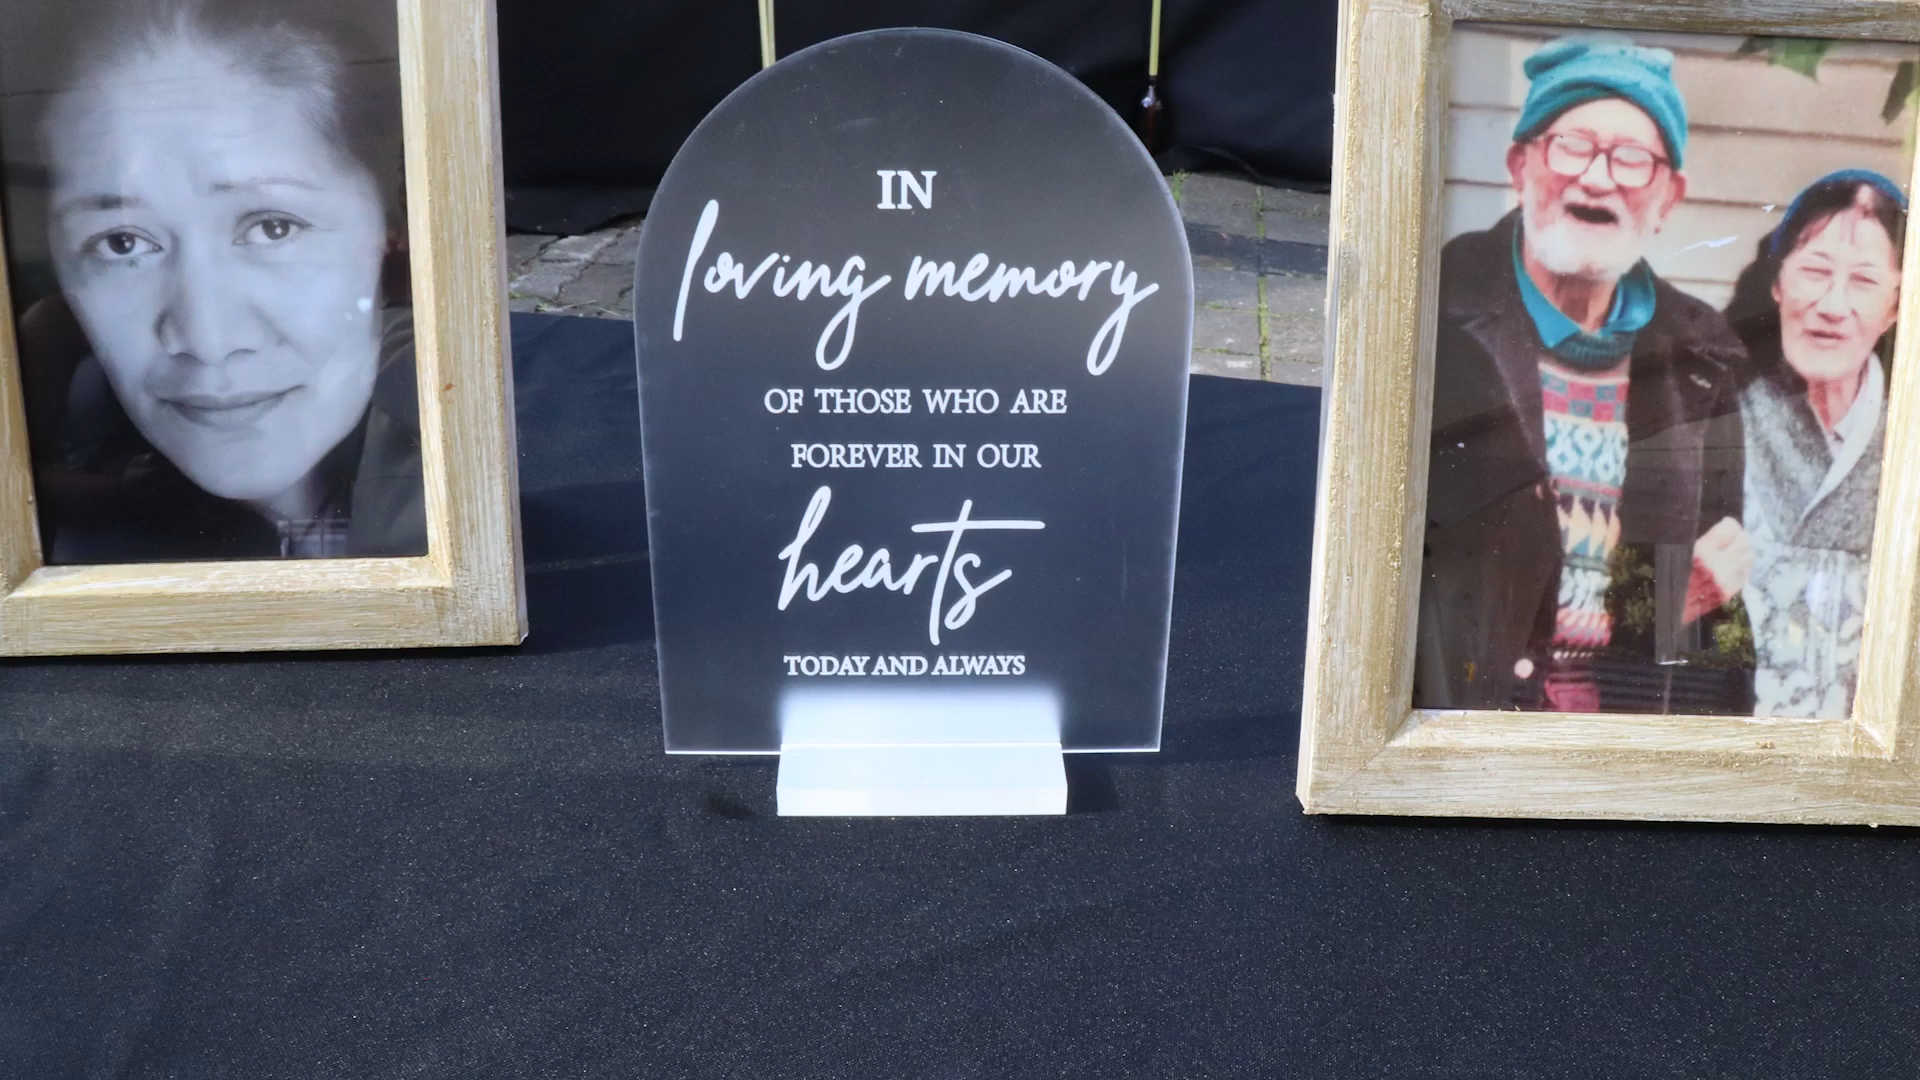 IN
loving memory
OF THOSE WHO ARE
FOREVER IN OUR
hearts
TODAY AND ALWAYS